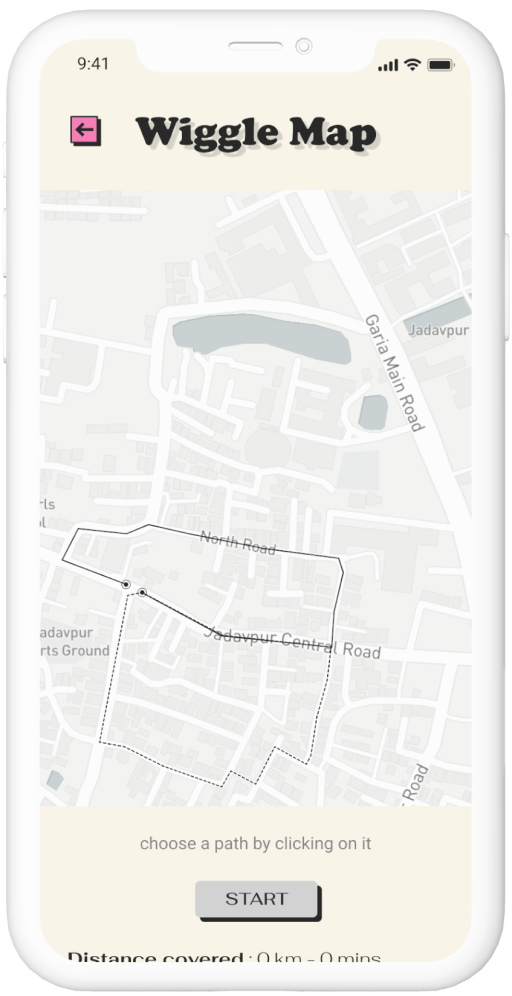 9:41
Wiggle Map
Garia Main Road
Jadavpur
rls
ol
North Road
adavpur
rts Ground
Jadavpur Central Road
r Road
choose a path by clicking on it
START
Distance covered : 0 km - 0 mins